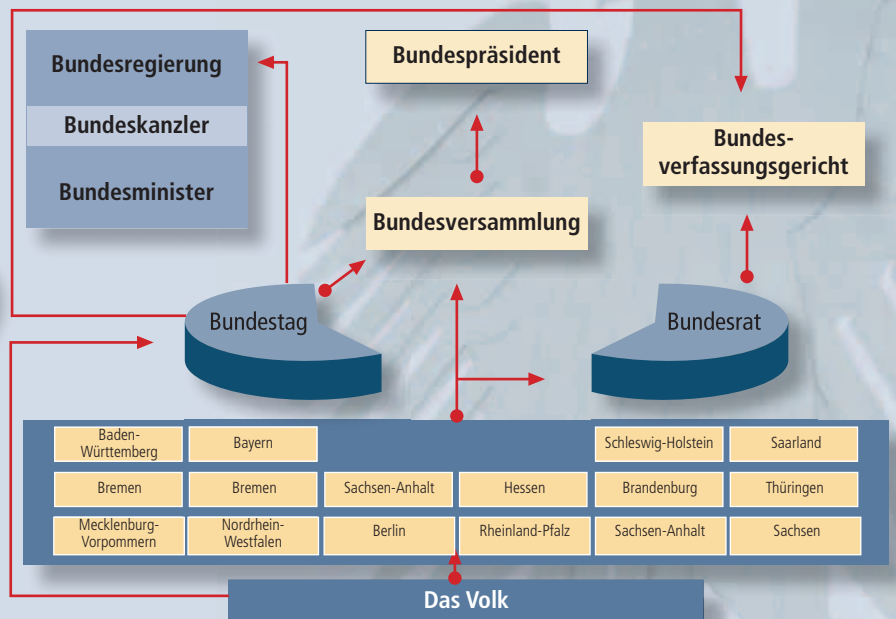 Bundesregierung
Bundeskanzler
Bundesminister
Bundespräsident
Bundes-
verfassungsgericht
Bundesversammlung
Bundestag
Bundesrat
Baden-
Württemberg
Bayern
Schleswig-Holstein
Saarland
Bremen
Bremen
Sachsen-Anhalt
Hessen
Brandenburg
Thüringen
Mecklenburg-
Vorpommern
Nordrhein-
Westfalen
Berlin
Rheinland-Pfalz
Sachsen-Anhalt
Sachsen
Das Volk